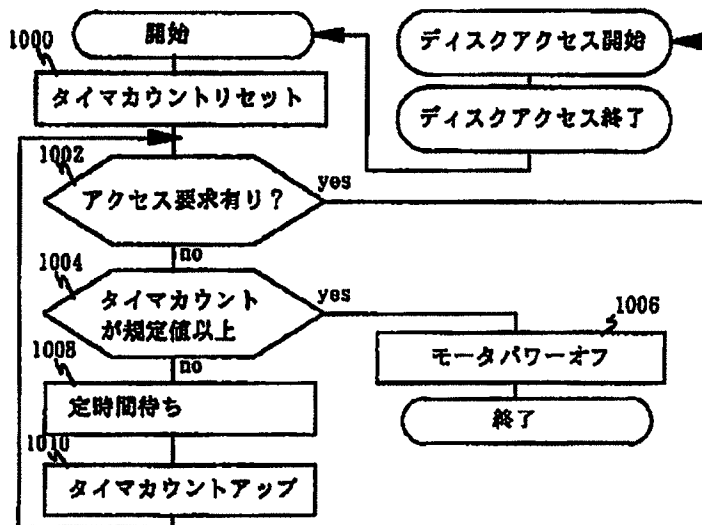 1000
開始
タイマカウントリセット
ディスクアクセス開始
ディスクアクセス終了
1002
アクセス要求有り？
yes
no
1004
タイマカウント
が規定値以上
yes
no
1006
モータパワーオフ
終了
1008
定時間待ち
1010
タイマカウントアップ